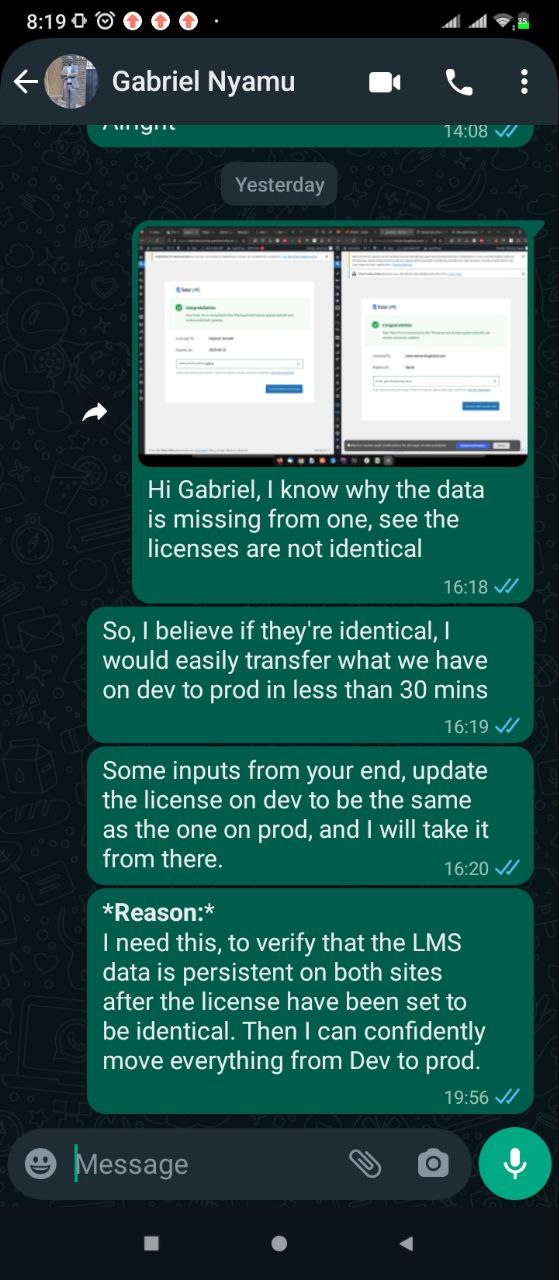 8:19
35
Gabriel Nyamu
Alright
14:08
Yesterday
tutor LMS
Congratulations!
tutor LMS
Congratulations!
Hi Gabriel, I know why the data
is missing from one, see the
licenses are not identical
16:18
So, I believe if they're identical, I
would easily transfer what we have
on dev to prod in less than 30 mins
16:19
Some inputs from your end, update
the license on dev to be the same
as the one on prod, and I will take it
from there.
16:20
*Reason:*
I need this, to verify that the LMS
data is persistent on both sites
after the license have been set to
be identical. Then I can confidently
move everything from Dev to prod.
19:56
Message